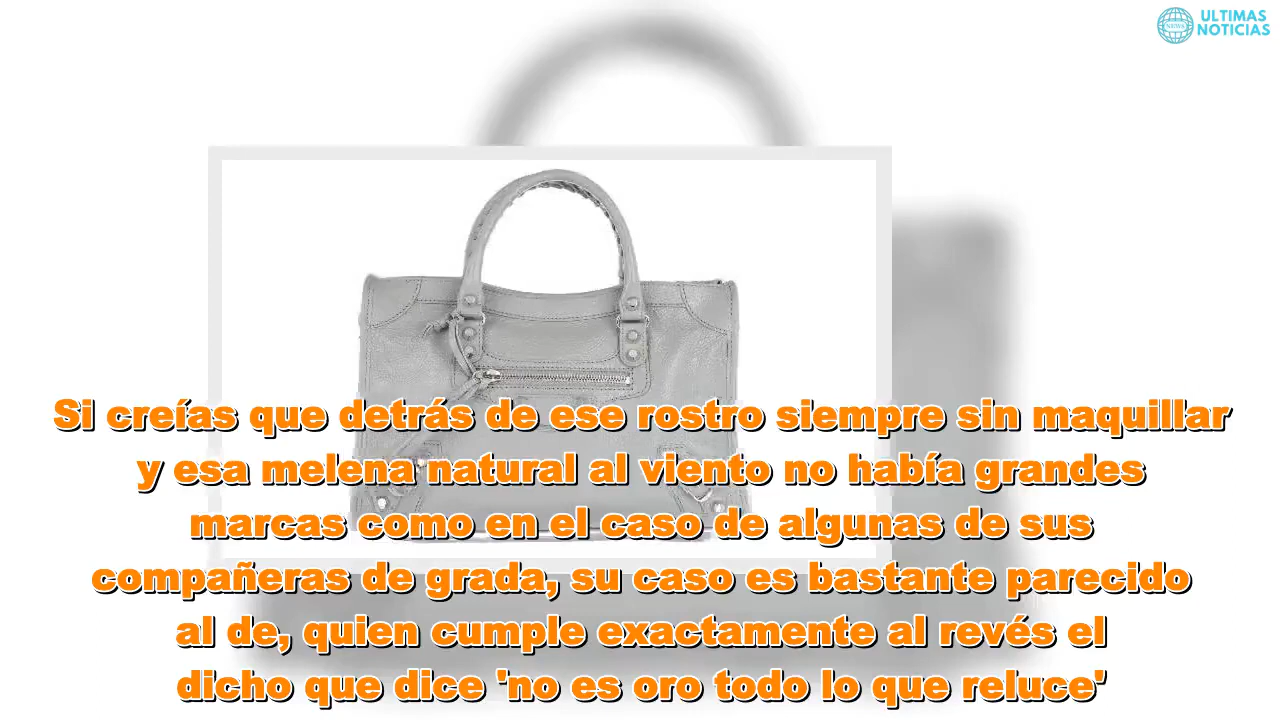 ULTIMAS
NOTICIAS
Si creías que detrás de ese rostro siempre sin maquillar
y esa melena natural al viento no había grandes
marcas como en el caso de algunas de sus
compañeras de grada, su caso es bastante parecido
al de, quien cumple exactamente al revés el
dicho que dice 'no es oro todo lo que reluce'